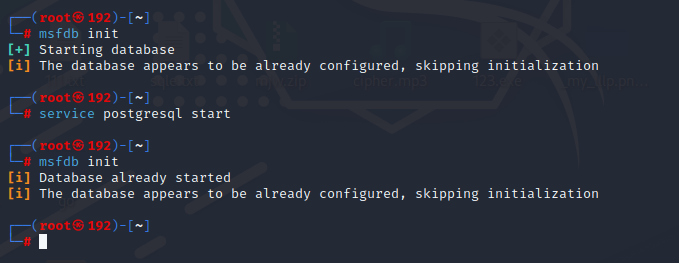 ┌──(root㉿192)-[~]
└─# msfdb init
[+] Starting database
[i] The database appears to be already configured, skipping initialization
┌──(root㉿192)-[~]
└─# service postgresql start
┌──(root㉿192)-[~]
└─# msfdb init
[i] Database already started
[i] The database appears to be already configured, skipping initialization
┌──(root㉿192)-[~]
└─#